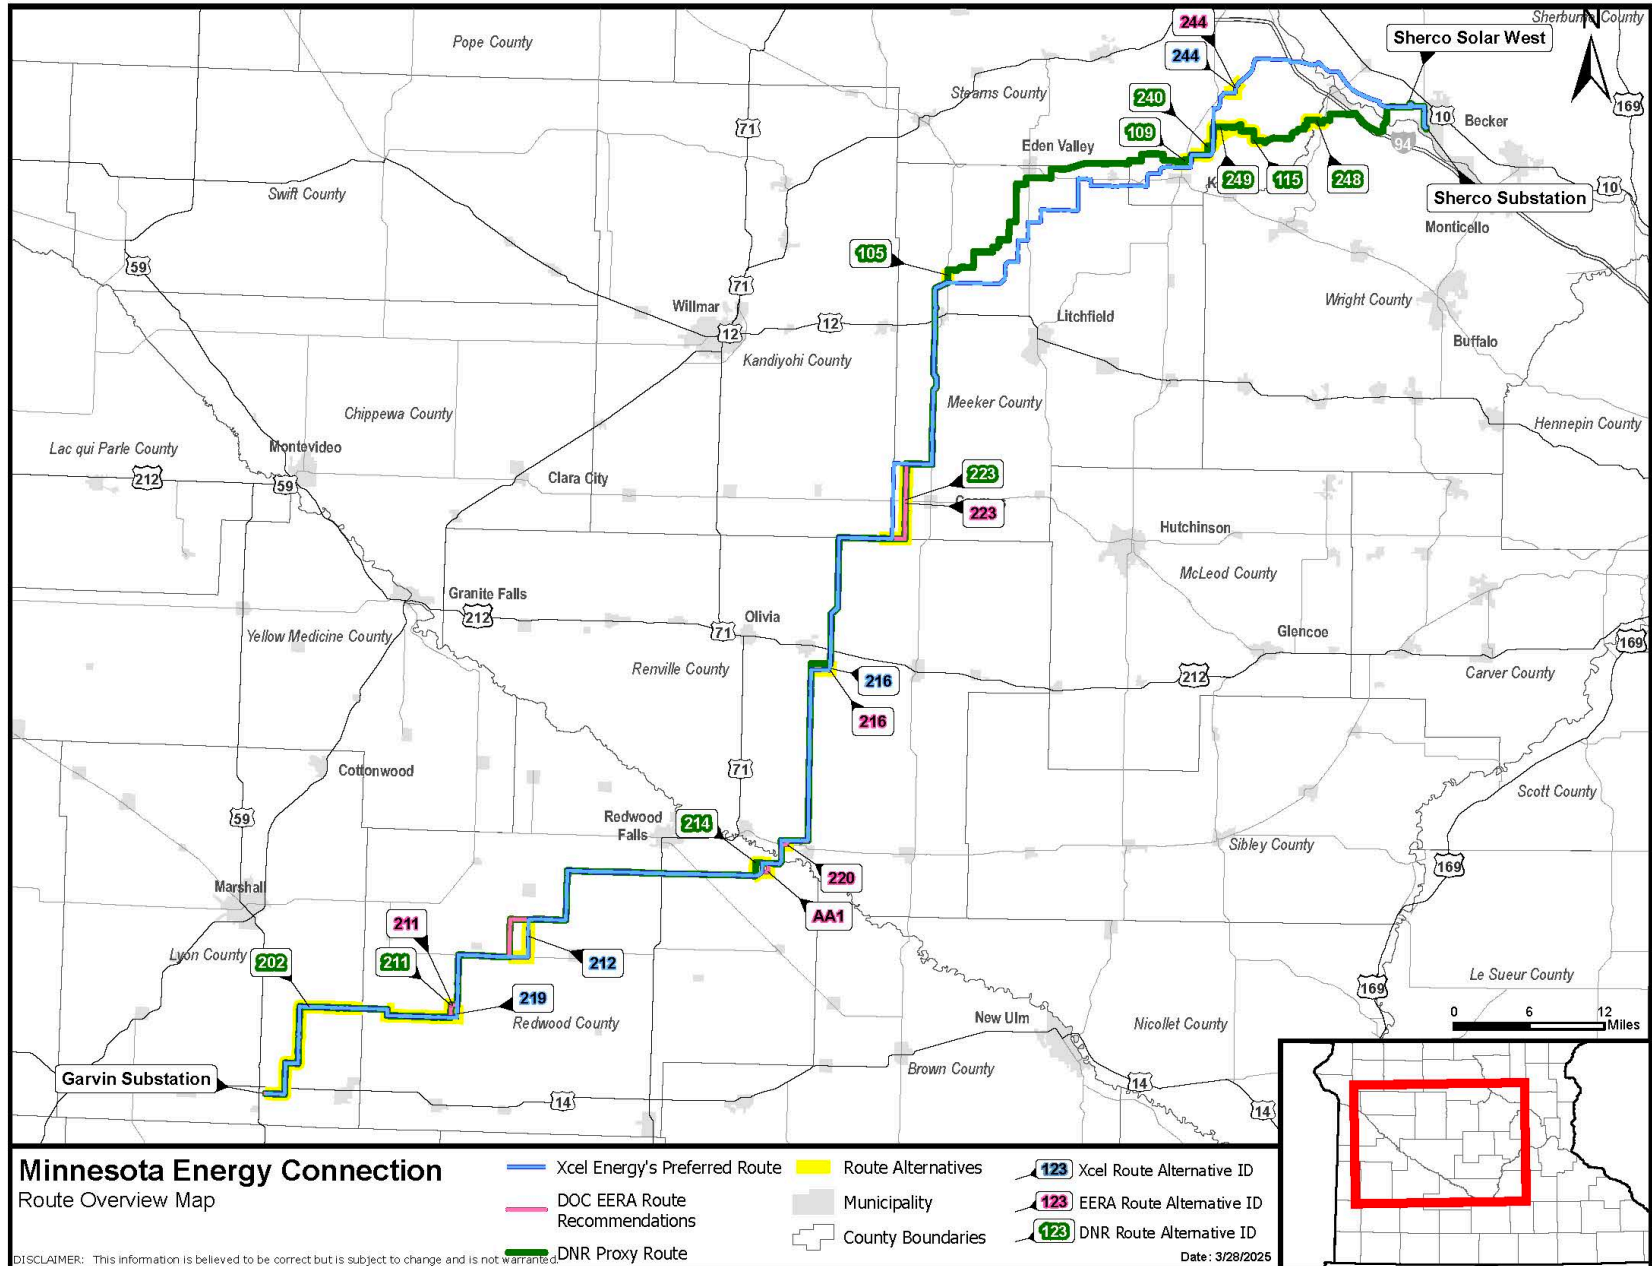 Sherburne County
N
244
Sherco Solar West
Pope County
244
71
Stearns County
240
169
10
Becker
109
94
Eden Valley
K
249
115
248
Swift County
10
Sherco Substation
Monticello
105
59
71
Willmar
12
12
Litchfield
Wright County
Buffalo
Kandiyohi County
Chippewa County
Meeker County
Hennepin County
Lac qui Parle County
Montevideo
212
59
Clara City
223
223
Hutchinson
McLeod County
Granite Falls
212
Yellow Medicine County
71
Olivia
Glencoe
169
Renville County
216
212
Carver County
216
Cottonwood
71
Scott County
59
Redwood
Falls
214
Sibley County
169
Marshall
220
AA1
211
Lyon County
202
211
212
Le Sueur County
219
169
Redwood County
New Ulm
Nicollet County
0 6 12
Miles
Garvin Substation
Brown County
14
14
14
Minnesota Energy Connection
Route Overview Map
Xcel Energy's Preferred Route
DOC EERA Route
Recommendations
DNR Proxy Route
Route Alternatives
Municipality
County Boundaries
123 Xcel Route Alternative ID
123 EERA Route Alternative ID
123 DNR Route Alternative ID
DISCLAIMER: This information is believed to be correct but is subject to change and is not warranted.
Date: 3/28/2025